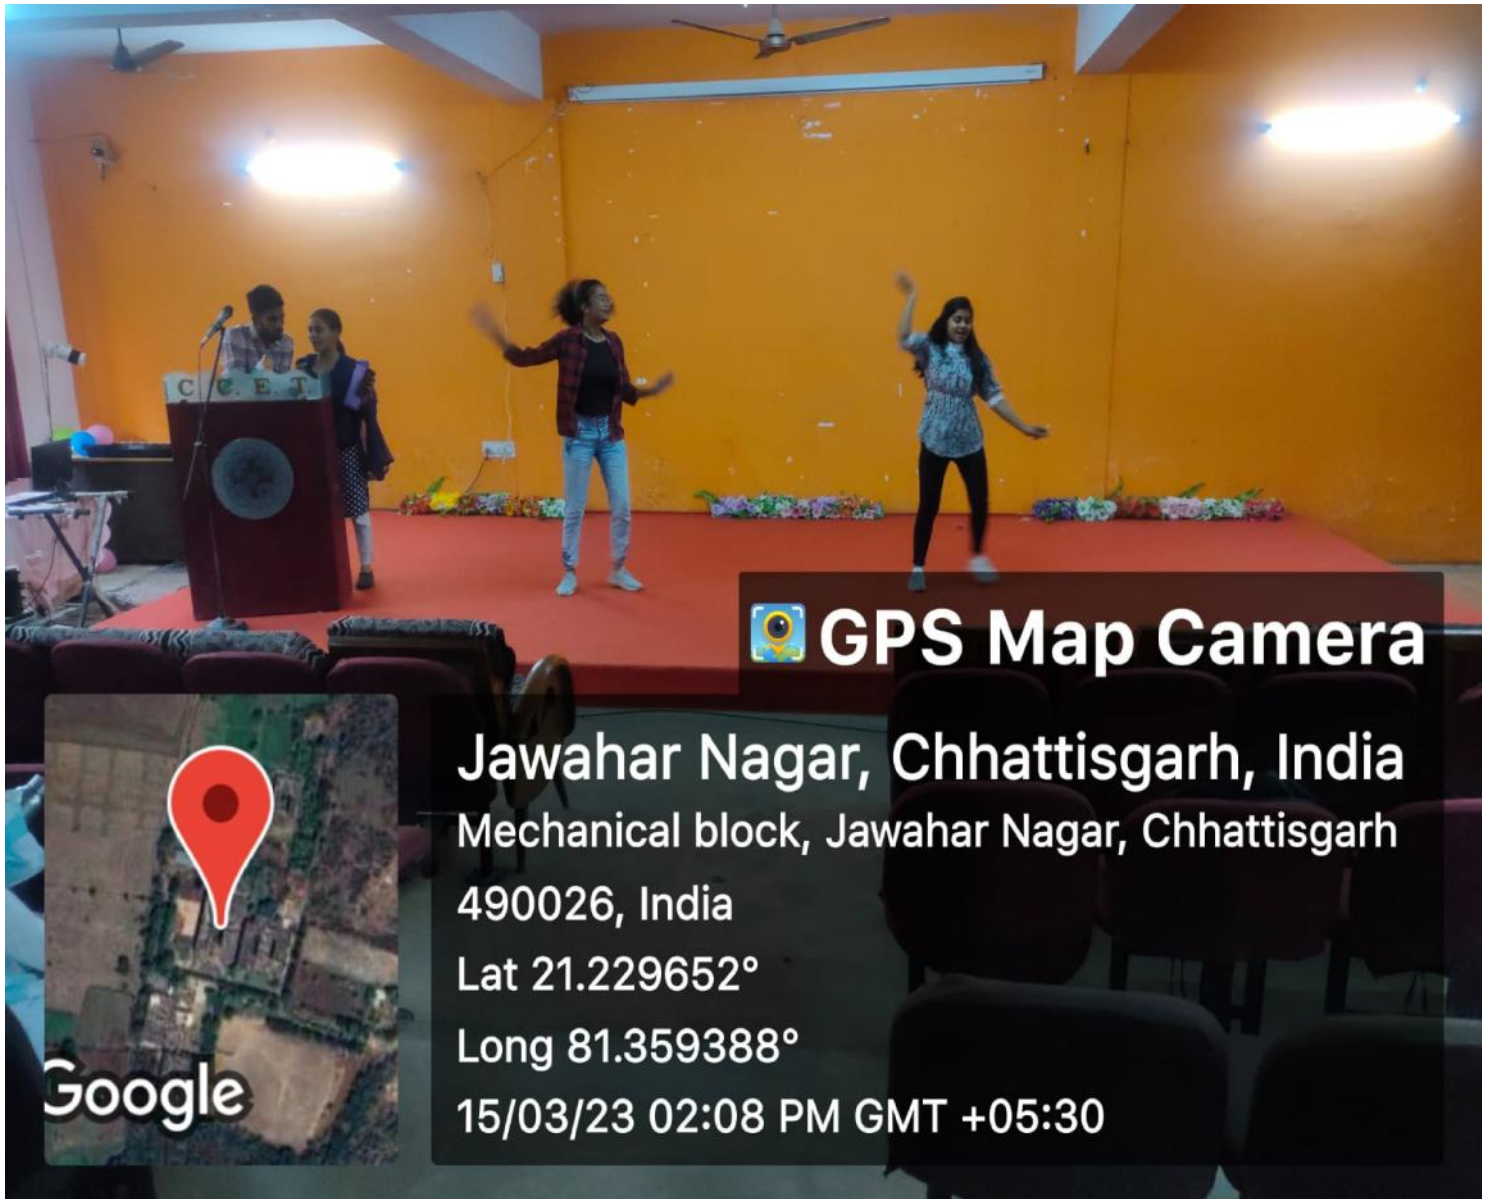 C. C. E. T.
GPS Map Camera
Jawahar Nagar, Chhattisgarh, India
Mechanical block, Jawahar Nagar, Chhattisgarh
490026, India
Lat 21.229652°
Long 81.359388°
15/03/23 02:08 PM GMT +05:30
Google